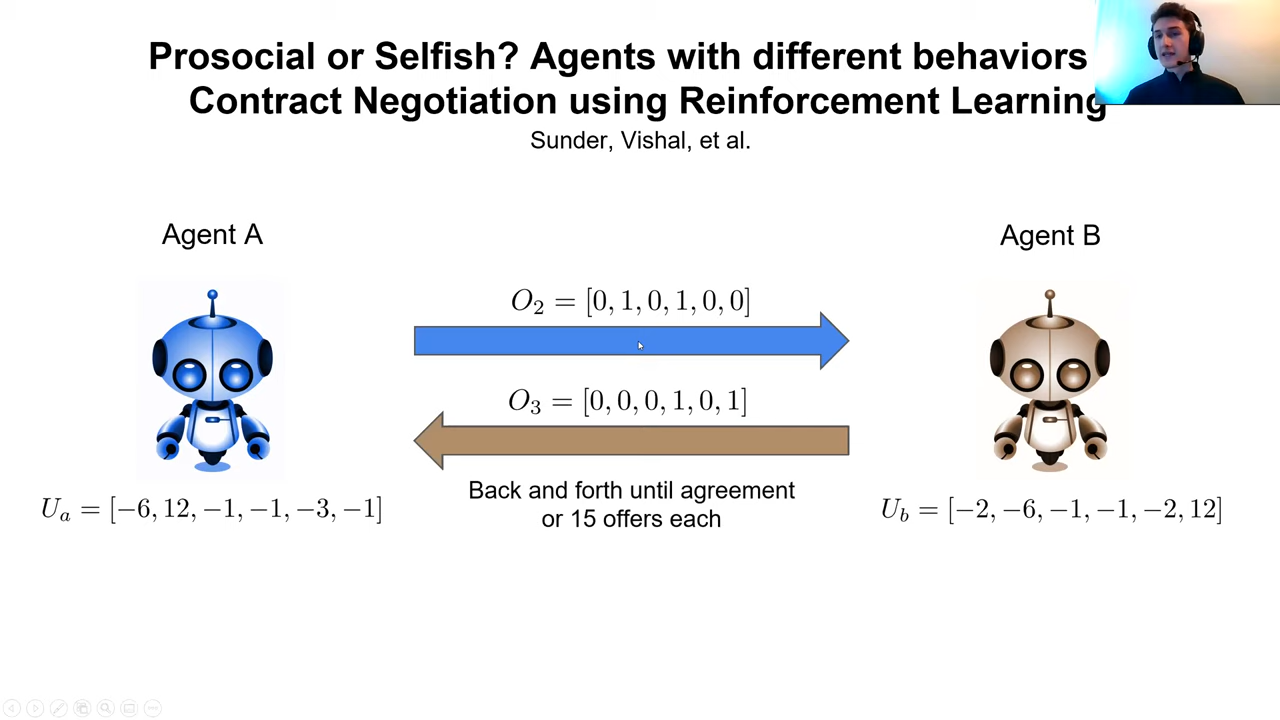 Prosocial or Selfish? Agents with different behaviors
Contract Negotiation using Reinforcement Learning
Sunder, Vishal, et al.
Agent A
Agent B
O₂ = [0, 1, 0, 1, 0, 0]
O₃ = [0, 0, 0, 1, 0, 1]
Back and forth until agreement
or 15 offers each
Uₐ = [−6, 12, −1, −1, −3, −1]
U_b = [−2, −6, −1, −1, −2, 12]